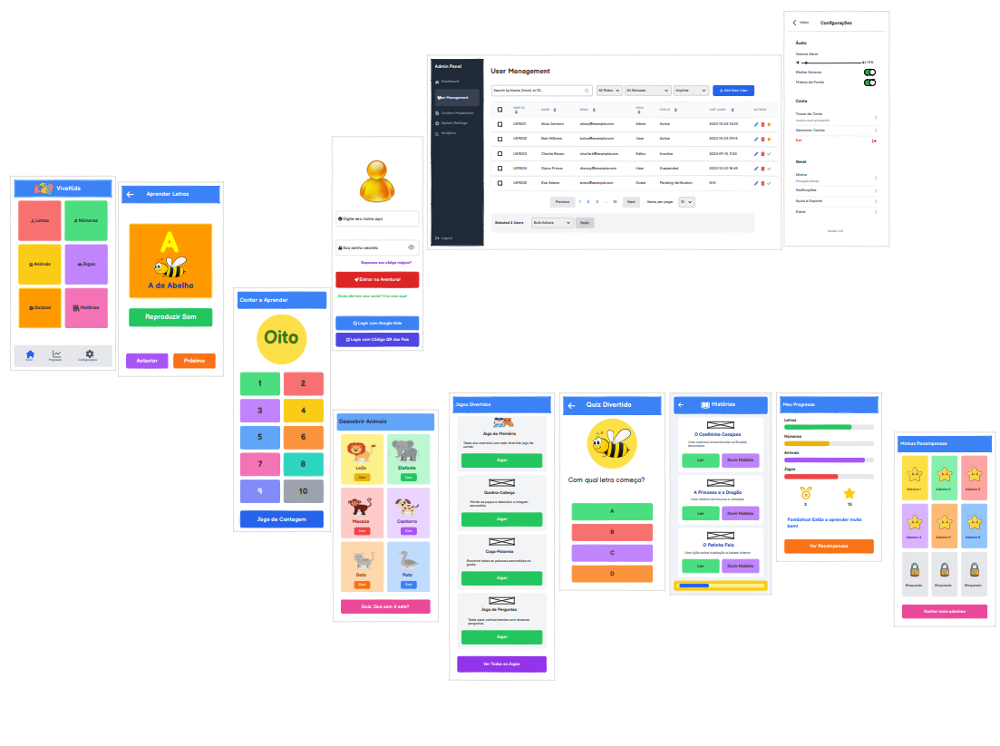 VivaKids
Letras
Números
Animais
Jogos
Quizzes
Histórias
Início
Progresso
Configurações
Aprender Letras
A
A de Abelha
Reproduzir Som
Anterior
Próximo
Contar e Aprender
Oito
1
2
3
4
5
6
7
8
9
10
Jogo de Contagem
Digite seu nome aqui
Sua senha secreta
Esqueceu seu código mágico?
Entrar na Aventura!
Ainda não tem uma conta? Crie uma aqui!
Login com Google Kids
Login com Código QR dos Pais
Descobrir Animais
Leão
Som
Elefante
Som
Macaco
Som
Cachorro
Som
Gato
Som
Pato
Som
Quiz: Que som é este?
Admin Panel
Dashboard
User Management
Content Moderation
System Settings
Analytics
Logout
User Management
Search by Name, Email, or ID...
All Roles
All Statuses
Anytime
+ Add New User
USER ID
NAME
EMAIL
ROLE
STATUS
LAST LOGIN
ACTIONS
USR001 Alice Johnson alice.j@example.com Admin Active 2023-10-26 14:30
USR002 Bob Williams bob.w@example.com User Active 2023-10-25 09:15
USR003 Charlie Brown charlie.b@example.com Editor Inactive 2023-09-10 11:00
USR004 Diana Prince diana.p@example.com User Suspended 2023-10-20 16:45
USR005 Eve Adams eve.a@example.com Guest Pending Verification N/A
Previous 1 2 3 ... 10 Next Items per page: 10
Selected 2 Users Bulk Actions Apply
Voltar
Configurações
Áudio
Volume Geral
70%
Efeitos Sonoros
Música de Fundo
Conta
Trocar de Conta
Gerenciar Contas
Sair
Geral
Idioma
Português (Brasil)
Notificações
Ajuda e Suporte
Sobre
Jogos Divertidos
Jogo da Memória
Teste sua memória com este divertido jogo de
cartas.
Jogar
Quebra-Cabeça
Monte as peças e descubra a imagem
escondida.
Jogar
Caça-Palavras
Encontre todas as palavras escondidas na
grade.
Jogar
Jogo de Perguntas
Teste seus conhecimentos com diversas
perguntas.
Jogar
Ver Todos os Jogos
Quiz Divertido
Com qual letra começa?
A
B
C
D
Histórias
O Coelhinho Corajoso
Uma aventura emocionante na floresta
encantada.
Ler
Ouvir História
A Princesa e o Dragão
Uma história de bravura e amizade.
Ler
Ouvir História
O Patinho Feio
Uma lição sobre aceitação e beleza interior.
Ler
Ouvir História
Meu Progresso
Letras
Números
Animais
Jogos
3
15
Fantástico! Estás a aprender muito
bem!
Ver Recompensas
Minhas Recompensas
Adesivo 1
Adesivo 2
Adesivo 3
Adesivo 4
Adesivo 5
Adesivo 6
Bloqueado
Bloqueado
Bloqueado
Ganhar mais adesivos